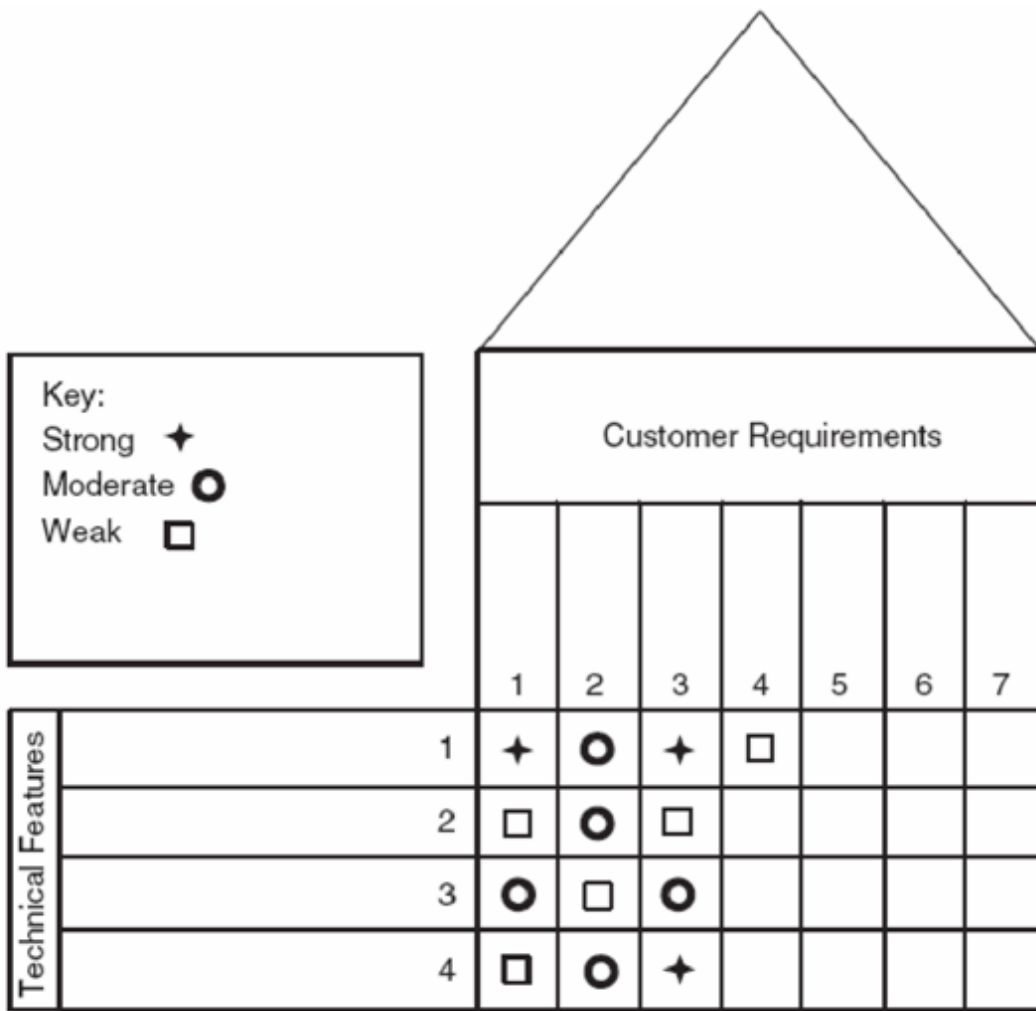 Key:
Strong
Moderate
Weak
Customer Requirements
1 2 3 4 5 6 7
Technical Features
1
2
3
4